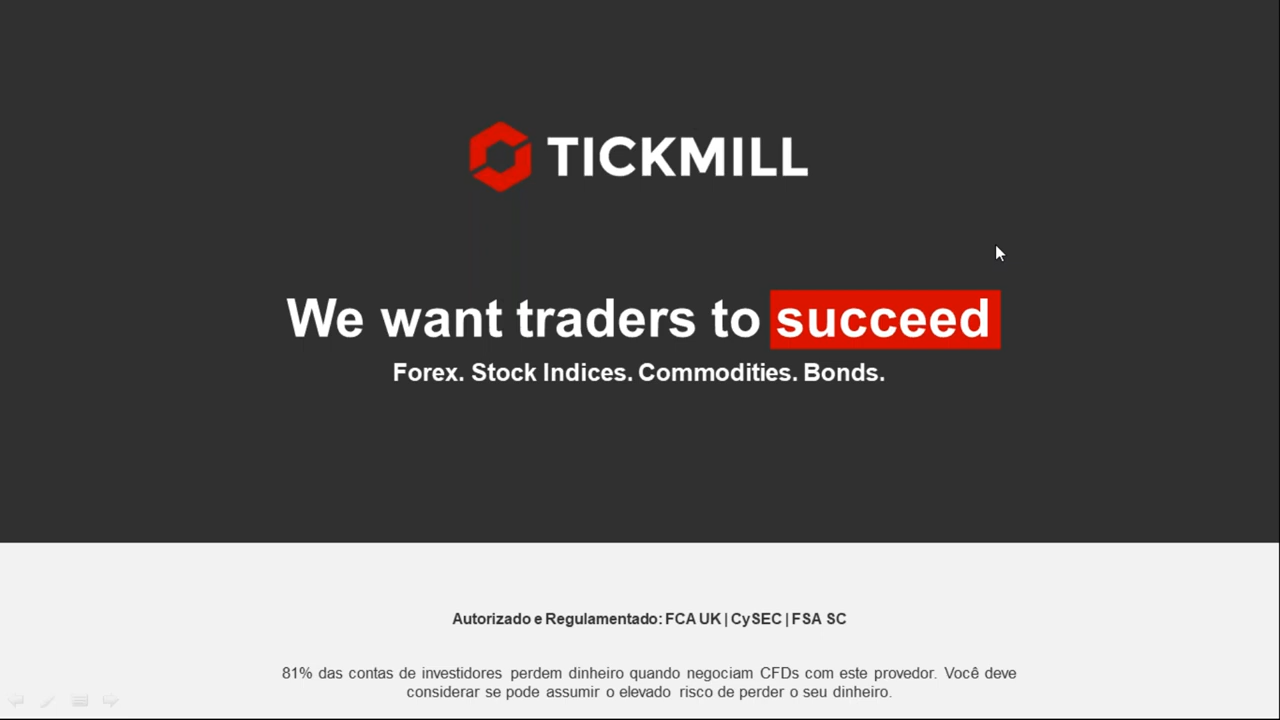 TICKMILL
We want traders to succeed
Forex. Stock Indices. Commodities. Bonds.
Autorizado e Regulamentado: FCA UK | CySEC | FSA SC
81% das contas de investidores perdem dinheiro quando negociam CFDs com este provedor. Você deve
considerar se pode assumir o elevado risco de perder o seu dinheiro.